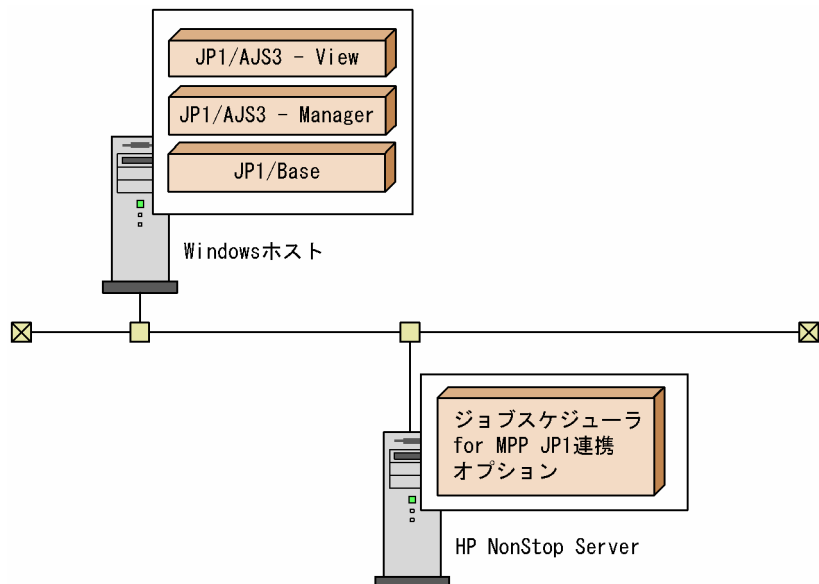 JP1/AJS3 - View
JP1/AJS3 - Manager
JP1/Base
Windowsホスト
ジョブスケジューラ
for MPP JP1連携
オプション
HP NonStop Server